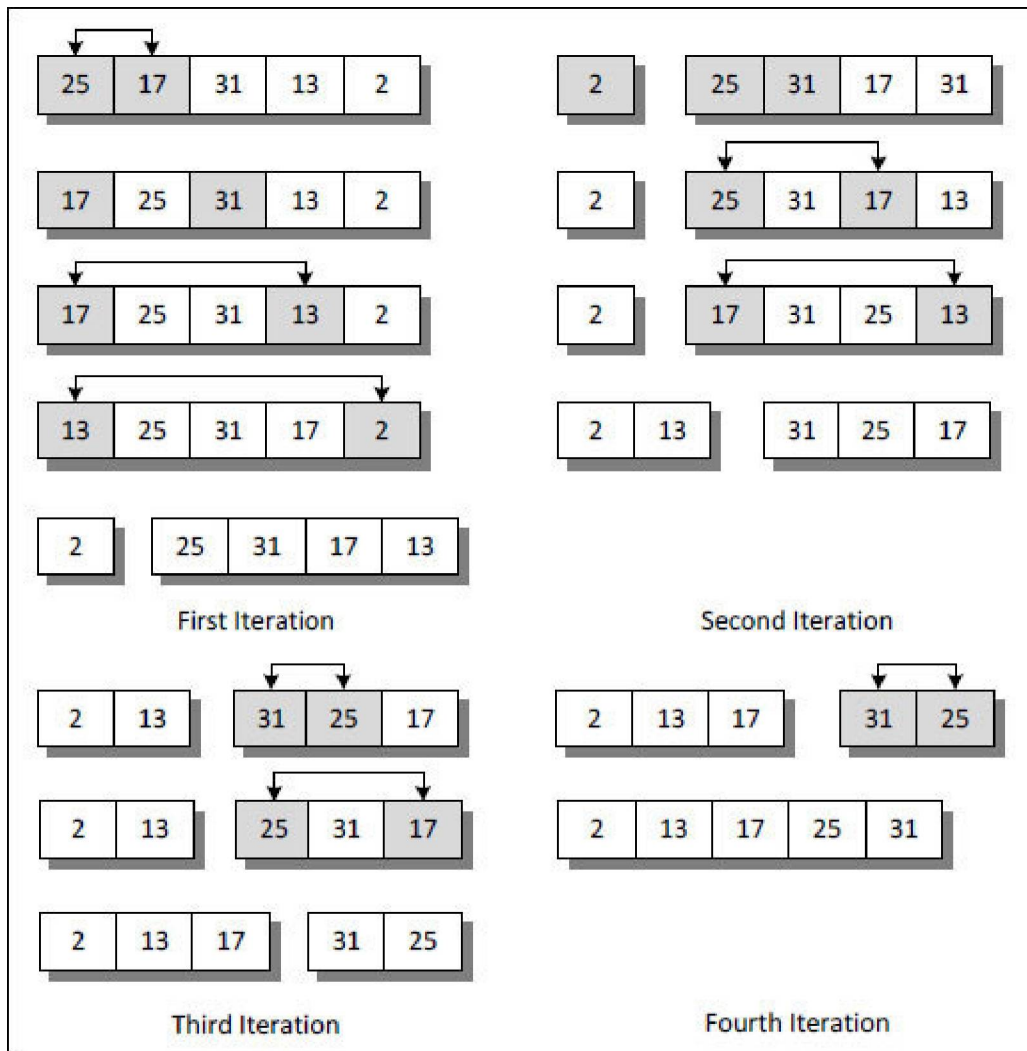 25 17 31 13 2
17 25 31 13 2
17 25 31 13 2
13 25 31 17 2
2 25 31 17 13
First Iteration
2 25 31 17 31
2 25 31 17 13
2 17 31 25 13
2 13 31 25 17
Second Iteration
2 13 31 25 17
2 13 25 31 17
2 13 17 31 25
Third Iteration
2 13 17 31 25
2 13 17 25 31
Fourth Iteration